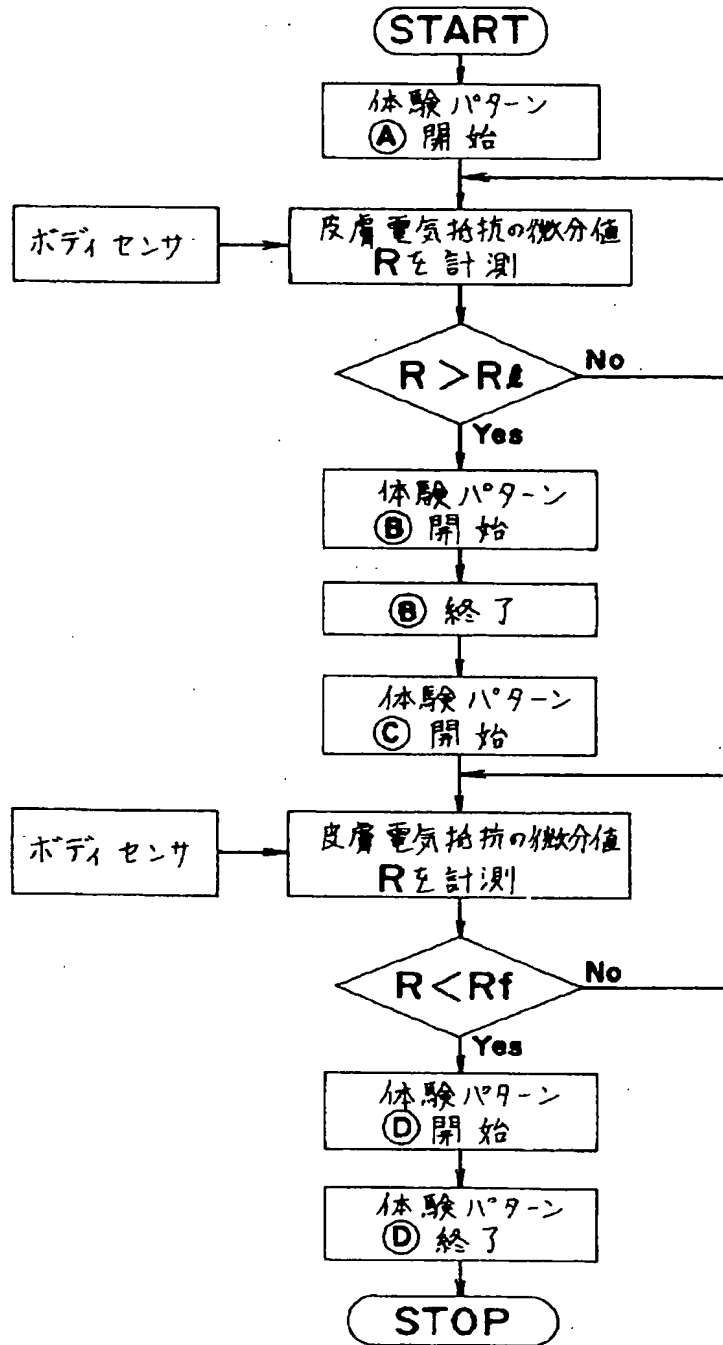 START
体験パターン
Ⓐ 開始
ボディセンサ
皮膚電気抵抗の微分値
Rを計測
R>Rℓ
No
Yes
体験パターン
Ⓑ 開始
Ⓑ 終了
体験パターン
Ⓒ 開始
ボディセンサ
皮膚電気抵抗の微分値
Rを計測
R<Rf
No
Yes
体験パターン
Ⓓ 開始
体験パターン
Ⓓ 終了
STOP